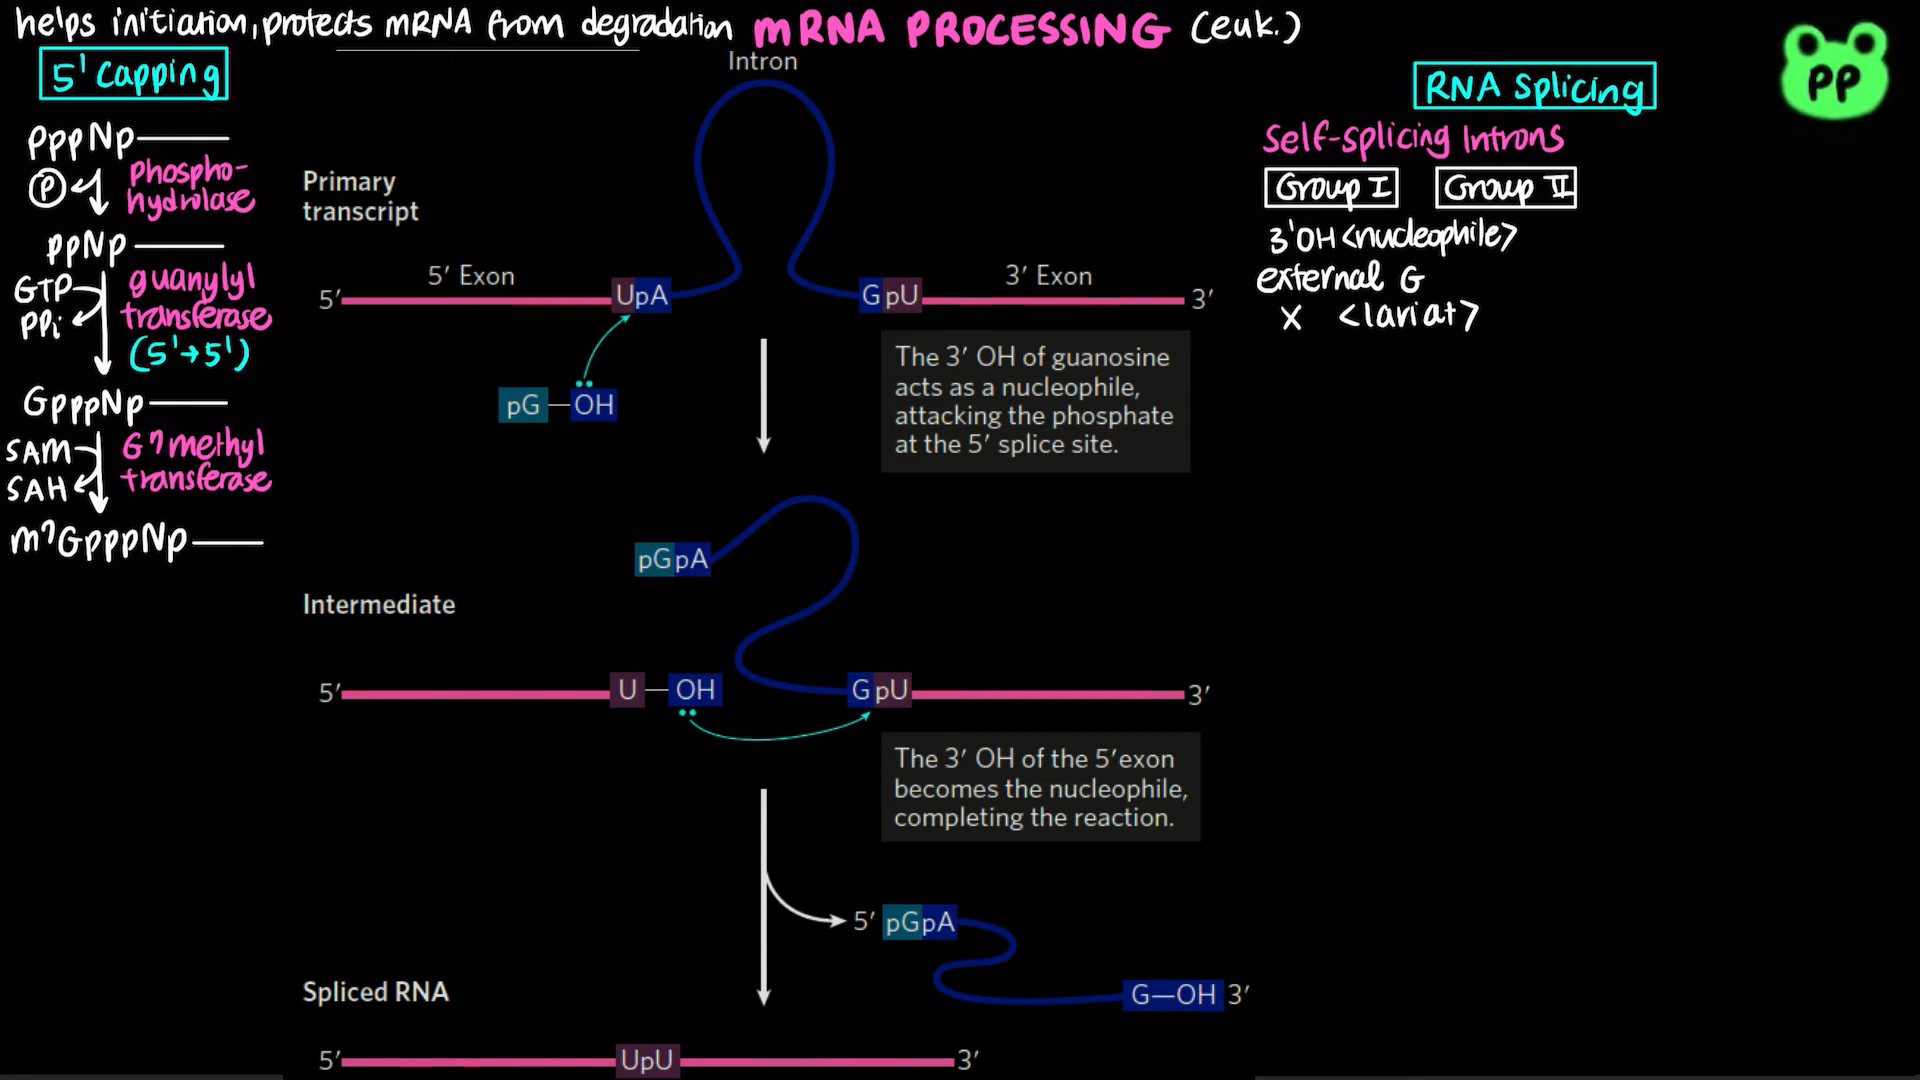 helps initiation, protects mRNA from degradation
mRNA PROCESSING (euk.)
PP
5' Capping
pppNp
P
Phospho-
hydrolase
ppNp
GTP
PPi
guanylyl
transferase
(5'→5')
GpppNp
SAM
SAH
G7 methyl
transferase
m7GpppNp
Intron
Primary
transcript
5′ Exon
3′ Exon
5′
UpA
GpU
3′
pG
OH
The 3′ OH of guanosine
acts as a nucleophile,
attacking the phosphate
at the 5′ splice site.
pGpA
Intermediate
5′
U
OH
GpU
3′
The 3′ OH of the 5′exon
becomes the nucleophile,
completing the reaction.
5′ pGpA
G—OH 3′
Spliced RNA
5′
UpU
3′
RNA Splicing
Self-splicing Introns
Group I
Group II
3'OH <nucleophile>
external G
X <lariat>